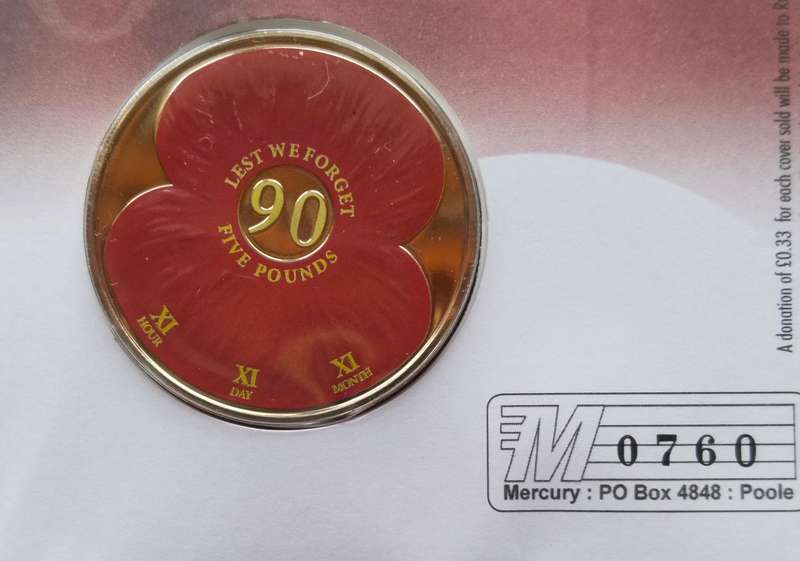 LEST WE FORGET
90
FIVE POUNDS
XI
HOUR
XI
DAY
XI
MONTH
A donation of £0.33 for each cover sold will be made to
M 0760
Mercury : PO Box 4848 : Poole